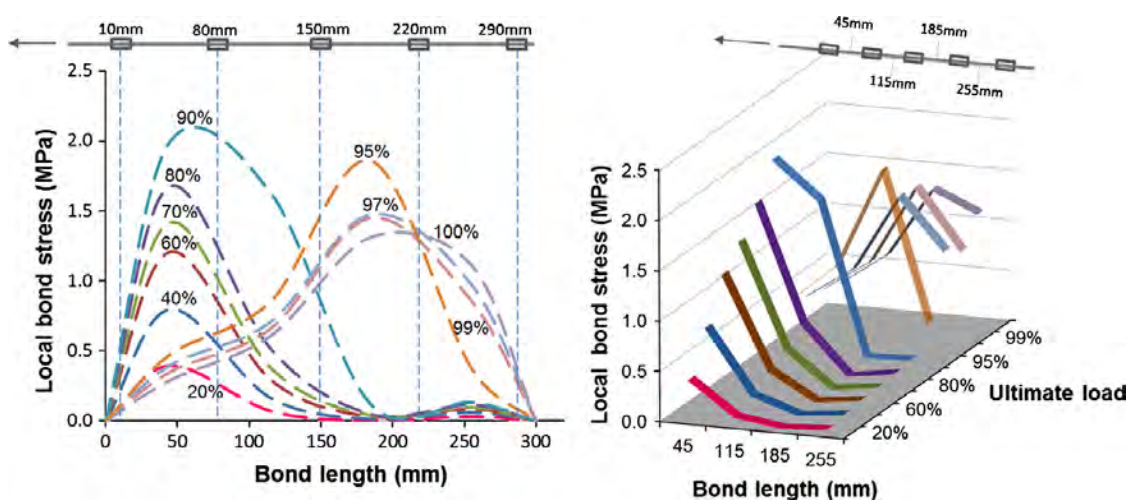 10mm 80mm 150mm 220mm 290mm
2.5
2.0
1.5
1.0
0.5
0.0
Local bond stress (MPa)
90%
95%
80%
70%
60%
40%
20%
97%
100%
99%
0 50 100 150 200 250 300
Bond length (mm)
45mm 185mm
115mm 255mm
2.5
2.0
1.5
1.0
0.5
0.0
Local bond stress (MPa)
99%
95%
80%
60%
20%
Ultimate load
45 115 185 255
Bond length (mm)